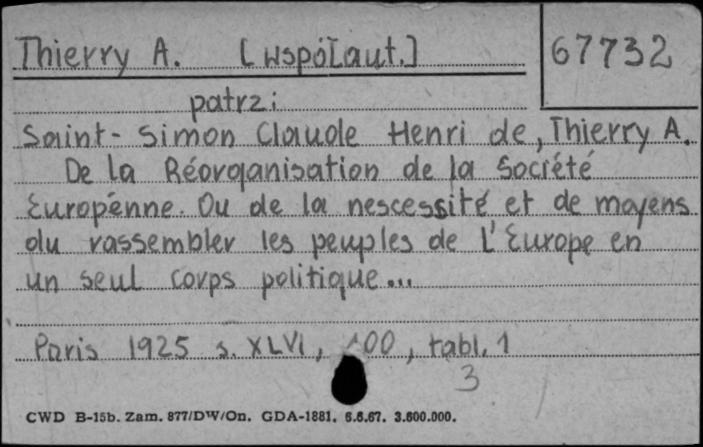 Thierry A. [współaut.] 67732
patrz:
Saint-Simon Claude Henri de, Thierry A.
De la Réorganisation de la Société
Européenne. Ou de la nescessité et de mayens
du rassembler les peuples de L'Europe en
un seul corps politique...
Paris 1925 s. XLVI, 100, tabl. 1
3
CWD B-15b. Zam. 877/DW/On. GDA-1881. 6.6.67. 3.600.000.